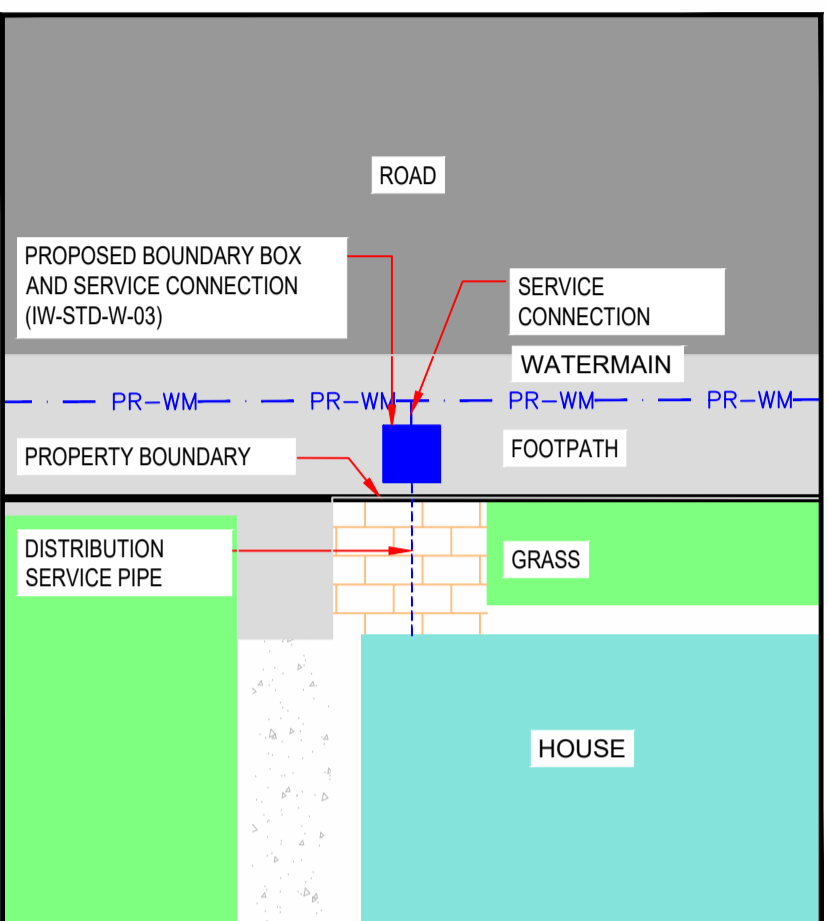 ROAD
PROPOSED BOUNDARY BOX
AND SERVICE CONNECTION
(IW-STD-W-03)
SERVICE
CONNECTION
WATERMAIN
PR-WM PR-WM PR-WM PR-WM
PROPERTY BOUNDARY
FOOTPATH
DISTRIBUTION
SERVICE PIPE
GRASS
HOUSE